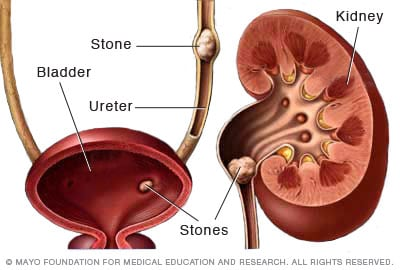 Kidney
Stone
Bladder
Ureter
Stones
© MAYO FOUNDATION FOR MEDICAL EDUCATION AND RESEARCH. ALL RIGHTS RESERVED.